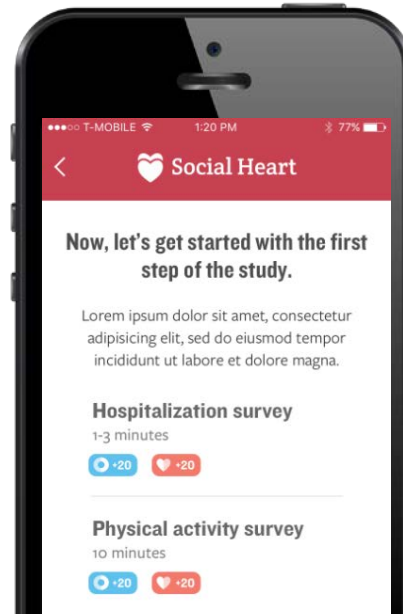 T-MOBILE 1:20 PM 77%
Social Heart
Now, let's get started with the first
step of the study.
Lorem ipsum dolor sit amet, consectetur
adipisicing elit, sed do eiusmod tempor
incididunt ut labore et dolore magna.
Hospitalization survey
1-3 minutes
+20 +20
Physical activity survey
10 minutes
+20 +20